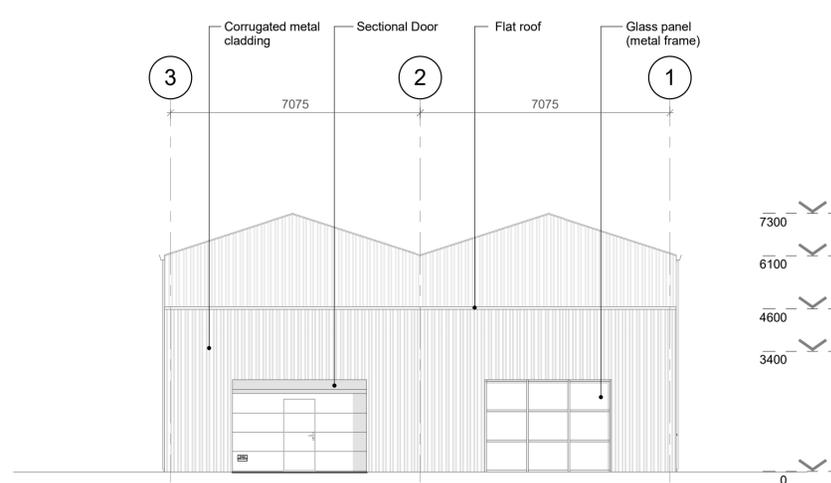 Corrugated metal
cladding
Sectional Door
Flat roof
Glass panel
(metal frame)
3
2
1
7075
7075
7300
6100
4600
3400
0